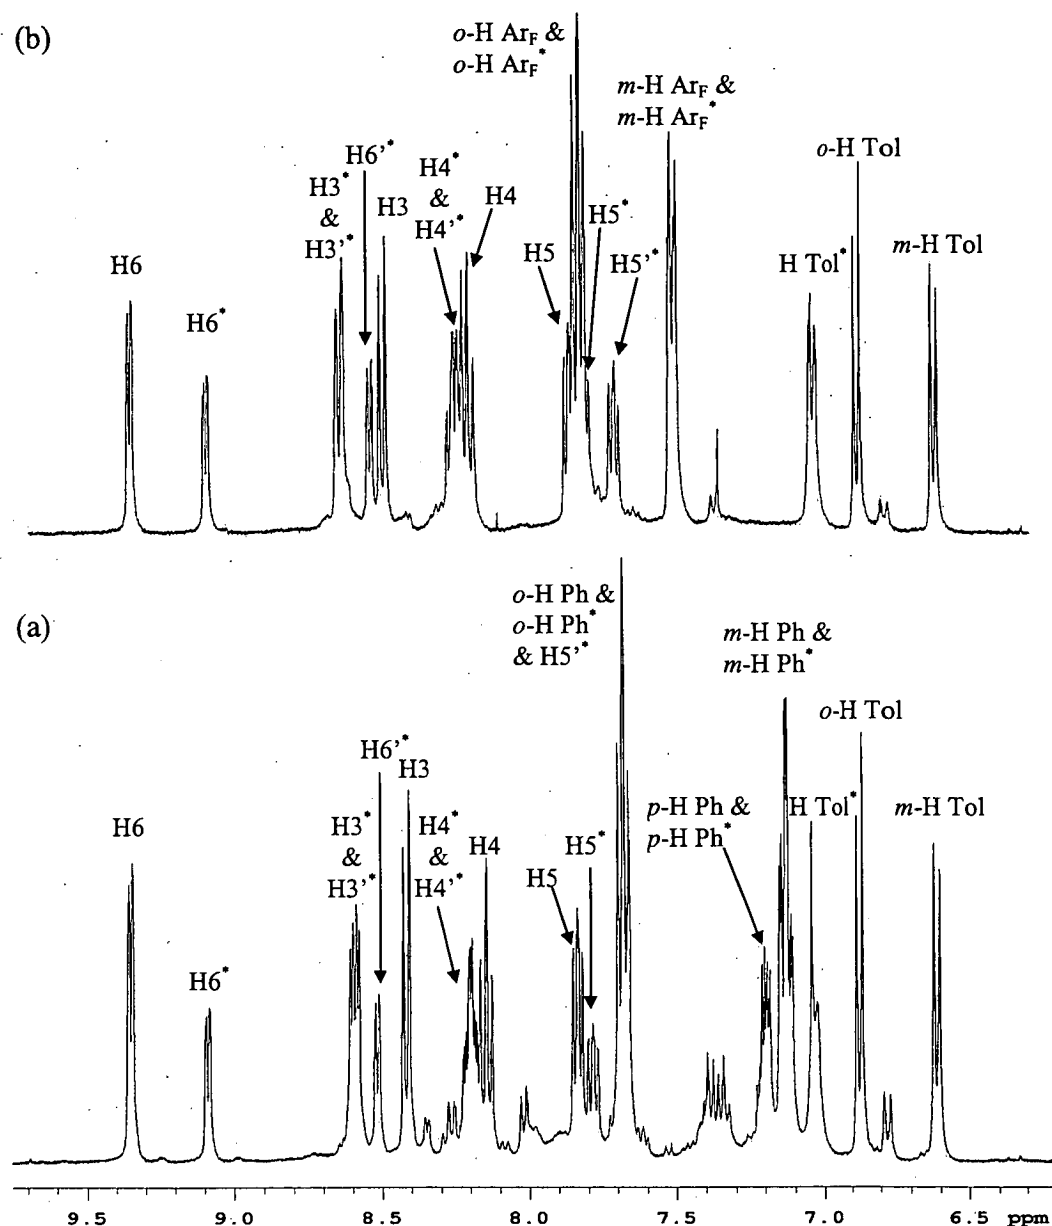 (b)
o-H ArF &
o-H ArF*
m-H ArF &
m-H ArF*
H6'*
H3*
&
H3'*
H3
H4*
&
H4'*
H4
o-H Tol
H6
H6*
H5
H5*
H5'*
H Tol*
m-H Tol
(a)
o-H Ph &
o-H Ph*
& H5'*
m-H Ph &
m-H Ph*
o-H Tol
H6
H6*
H3*
&
H3'*
H6'*
H3
H4*
&
H4'*
H4
H5
H5*
p-H Ph &
p-H Ph*
H Tol*
m-H Tol
9.5 9.0 8.5 8.0 7.5 7.0 6.5 ppm